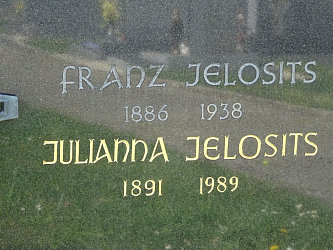 FRANZ JELOSITS
1886 1938
JULIANNA JELOSITS
1891 1989